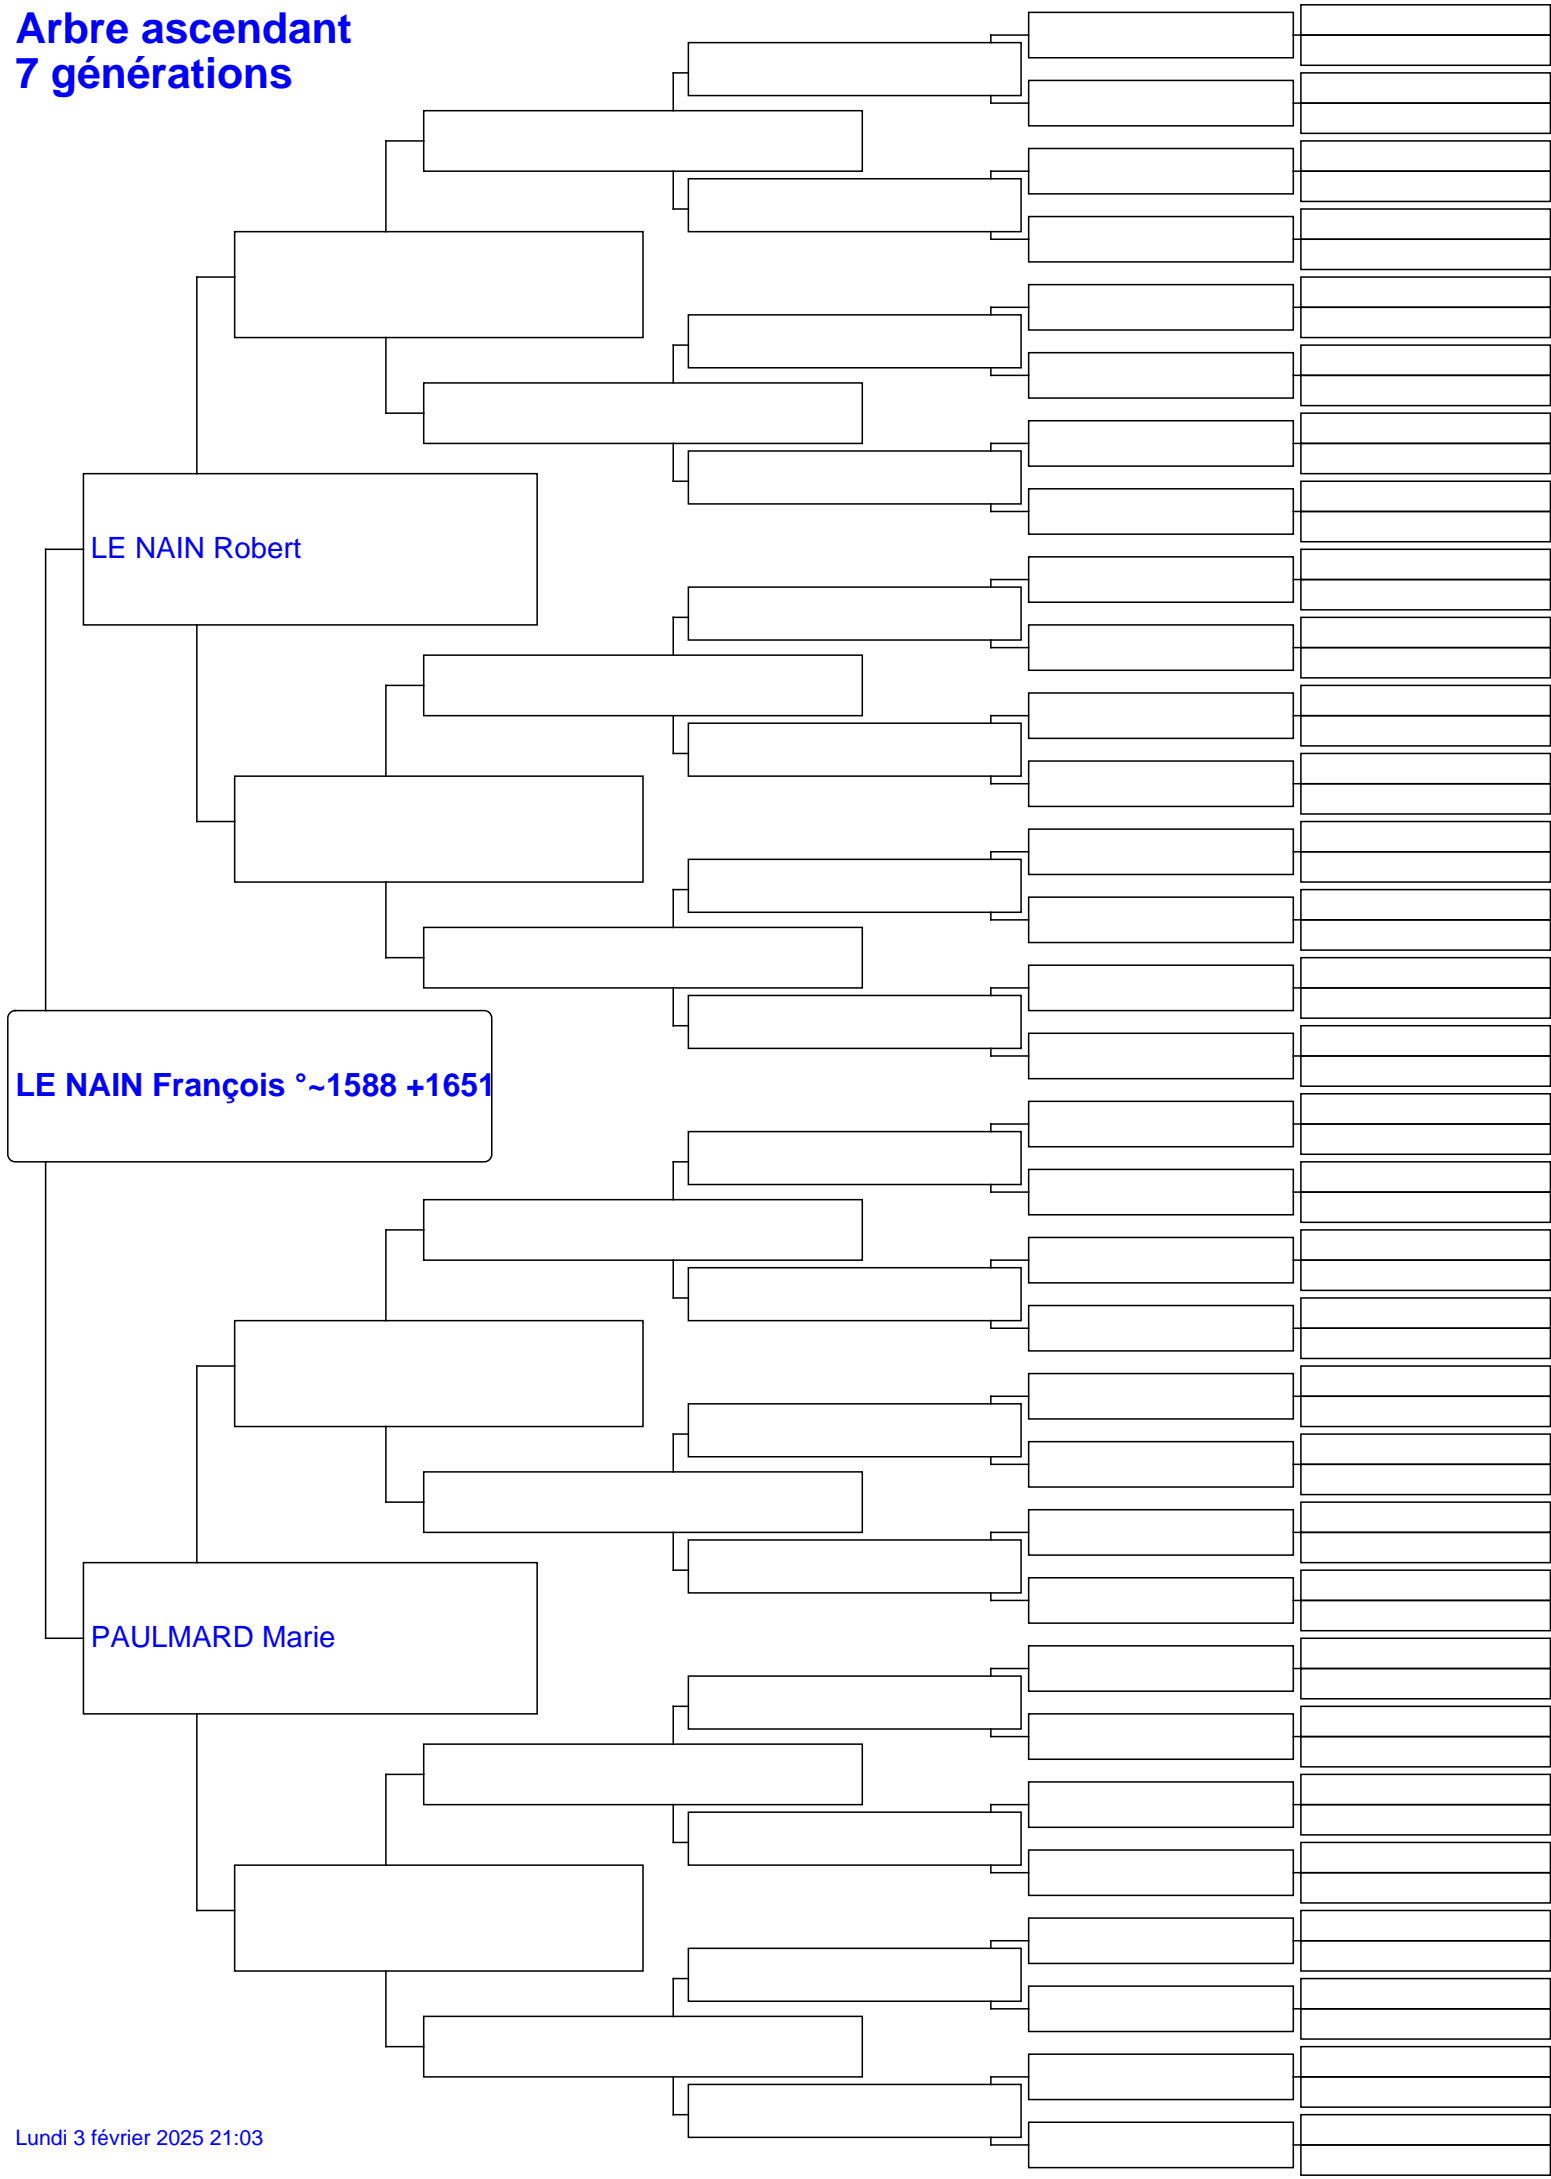 Arbre ascendant
7 générations
LE NAIN Robert
LE NAIN François °~1588 +1651
PAULMARD Marie
Lundi 3 février 2025 21:03